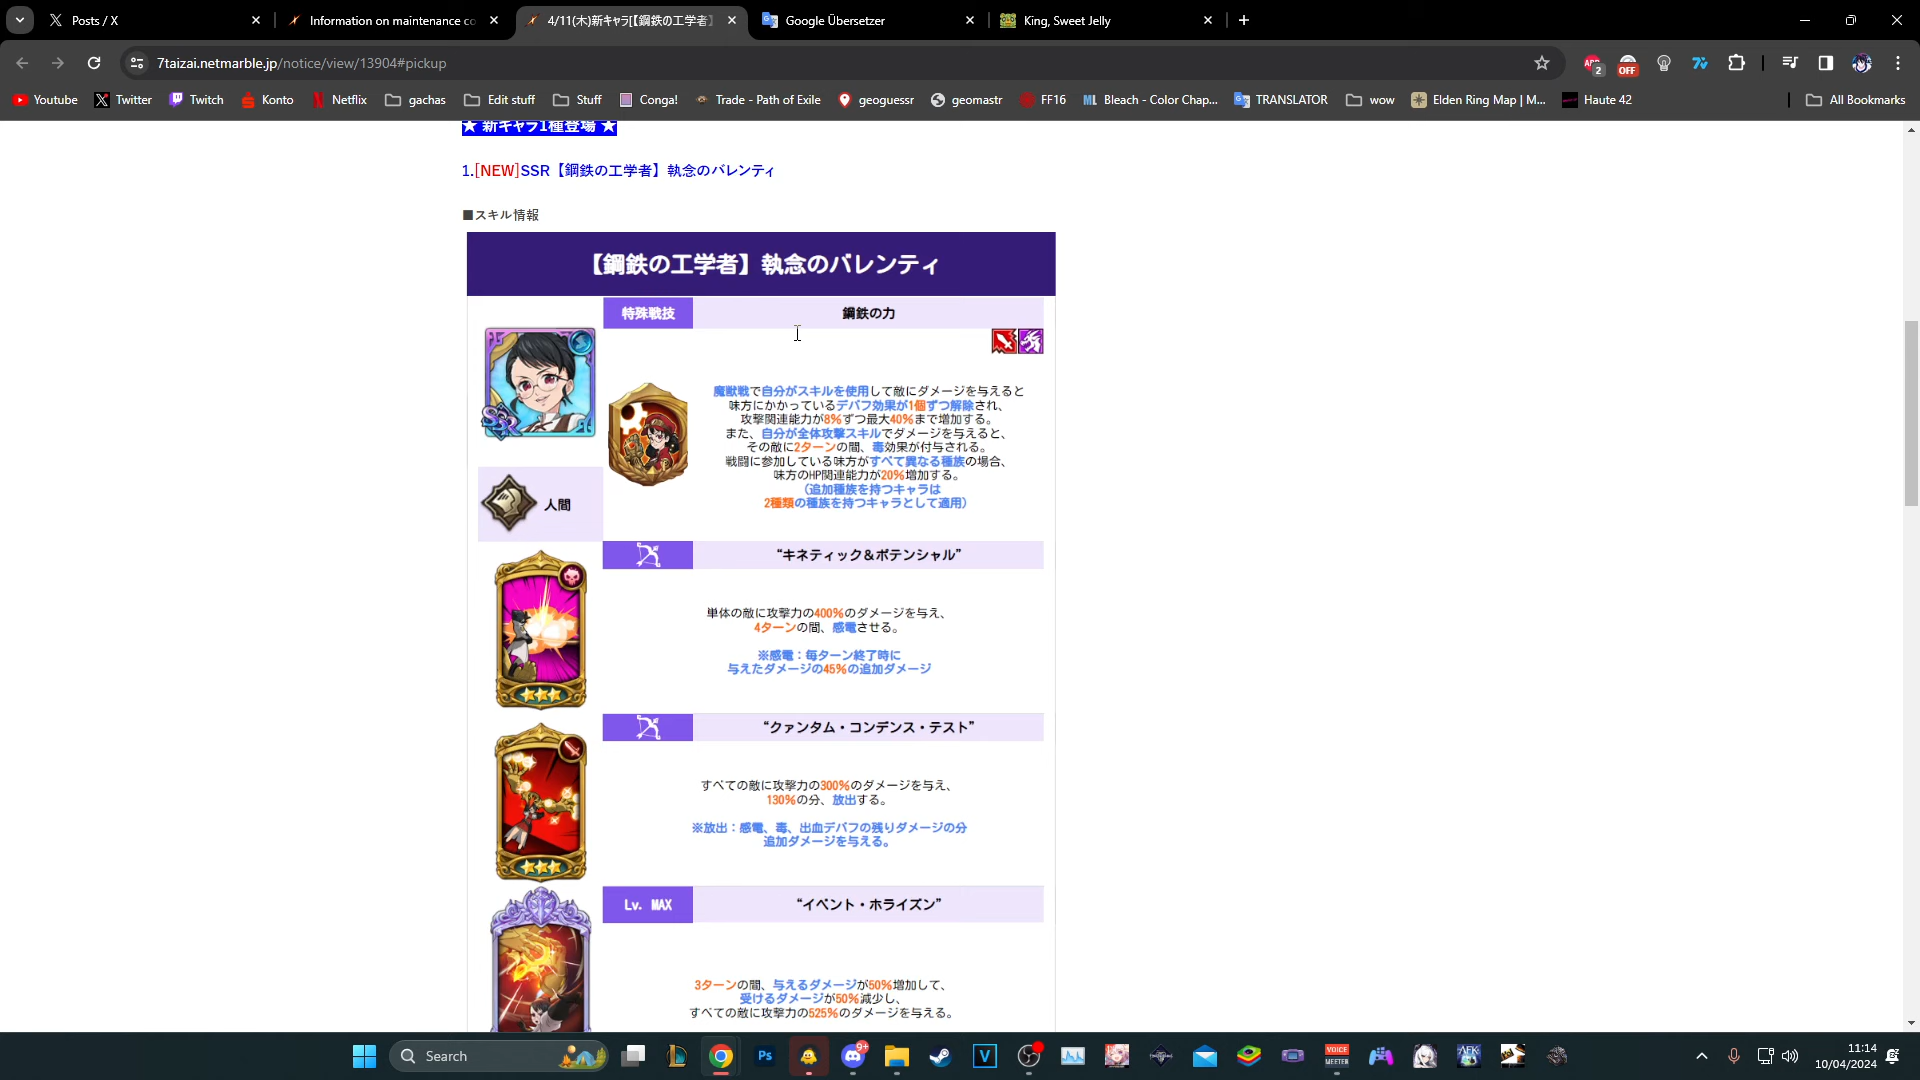 Posts / X
Information on maintenance co
4/11(木)新キャラ[【鋼鉄の工学者】
Google Übersetzer
King, Sweet Jelly
7taizai.netmarble.jp/notice/view/13904#pickup
2
OFF
Youtube
Twitter
Twitch
Konto
Netflix
gachas
Edit stuff
Stuff
Conga!
Trade - Path of Exile
geoguessr
geomastr
FF16
ML Bleach - Color Chap...
TRANSLATOR
wow
Elden Ring Map | M...
Haute 42
All Bookmarks
★ 新キャラ1種登場 ★
1.[NEW]SSR【鋼鉄の工学者】執念のバレンティ
■スキル情報
【鋼鉄の工学者】執念のバレンティ
特殊戦技
鋼鉄の力
SSR
魔獣戦で自分がスキルを使用して敵にダメージを与えると
味方にかかっているデバフ効果が1個ずつ解除され、
攻撃関連能力が8%ずつ最大40%まで増加する。
また、自分が全体攻撃スキルでダメージを与えると、
その敵に2ターンの間、毒効果が付与される。
戦闘に参加している味方がすべて異なる種族の場合、
味方のHP関連能力が20%増加する。
（追加種族を持つキャラは
2種類の種族を持つキャラとして適用）
人間
“キネティック＆ポテンシャル”
単体の敵に攻撃力の400%のダメージを与え、
4ターンの間、感電させる。
※感電：毎ターン終了時に
与えたダメージの45%の追加ダメージ
“クァンタム・コンデンス・テスト”
すべての敵に攻撃力の300%のダメージを与え、
130%の分、放出する。
※放出：感電、毒、出血デバフの残りダメージの分
追加ダメージを与える。
Lv. MAX
“イベント・ホライズン”
3ターンの間、与えるダメージが50%増加して、
受けるダメージが50%減少し、
すべての敵に攻撃力の525%のダメージを与える。
Search
Ps
9+
V
VOICE
MEETER
AFK
11:14
10/04/2024